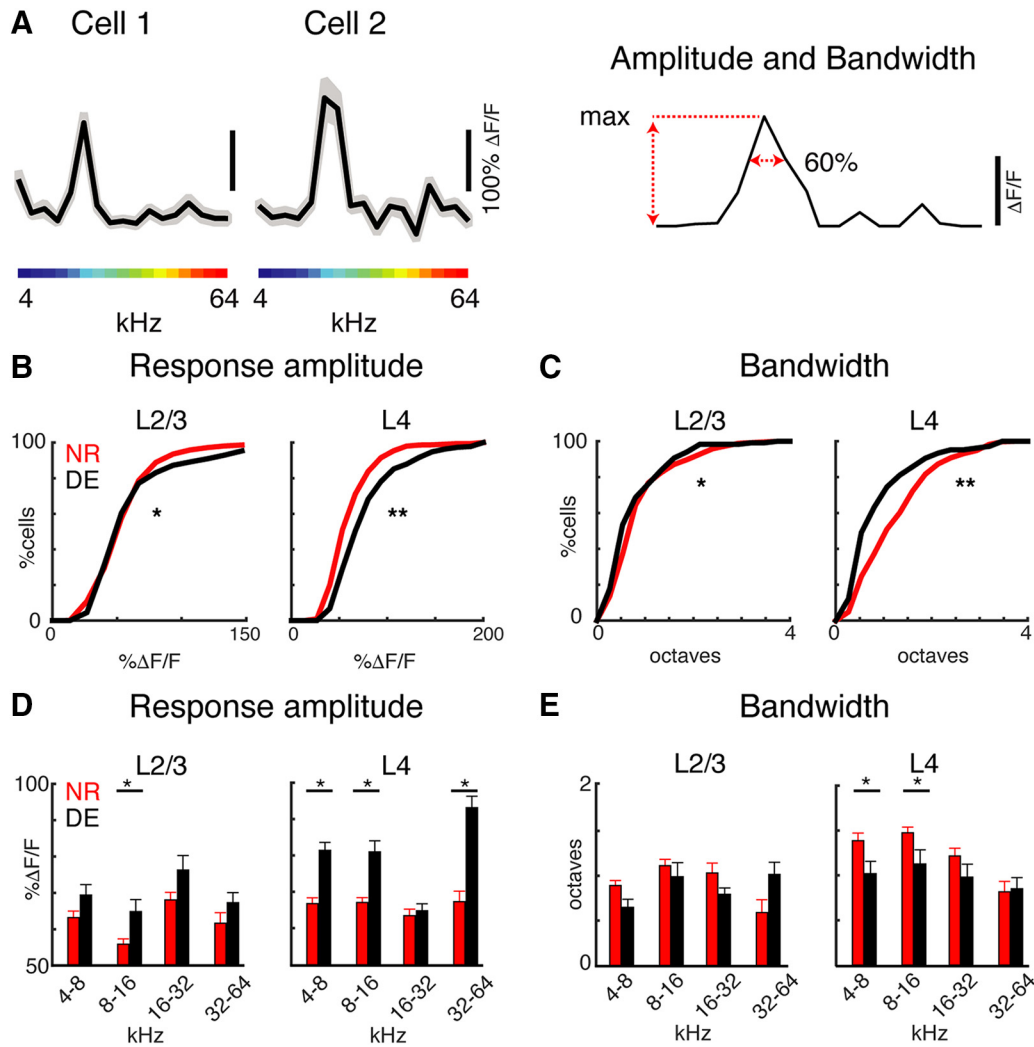 A
Cell 1
Cell 2
100% ΔF/F
4
64
kHz
4
64
kHz
Amplitude and Bandwidth
max
60%
ΔF/F
B
Response amplitude
L2/3
L4
NR
DE
100
%cells
0
*
**
0
150
0
200
%ΔF/F
%ΔF/F
C
Bandwidth
L2/3
L4
100
%cells
0
*
**
0
4
0
4
octaves
octaves
D
Response amplitude
L2/3
L4
100
NR
DE
%ΔF/F
50
*
*
*
*
4-8
8-16
16-32
32-64
kHz
4-8
8-16
16-32
32-64
kHz
E
Bandwidth
L2/3
L4
2
octaves
0
*
*
4-8
8-16
16-32
32-64
kHz
4-8
8-16
16-32
32-64
kHz